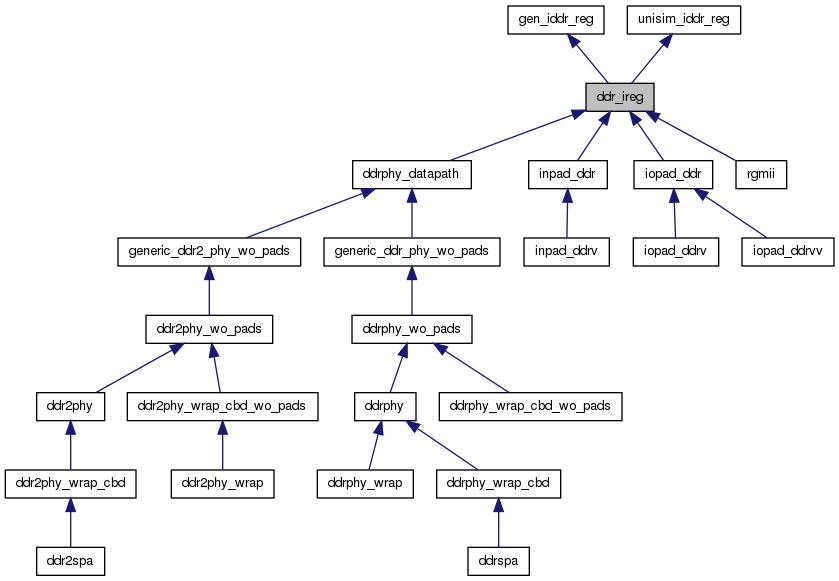 gen_iddr_reg
unisim_iddr_reg
ddr_ireg
ddrphy_datapath
inpad_ddr
iopad_ddr
rgmii
generic_ddr2_phy_wo_pads
generic_ddr_phy_wo_pads
inpad_ddrv
iopad_ddrv
iopad_ddrvv
ddr2phy_wo_pads
ddrphy_wo_pads
ddr2phy
ddr2phy_wrap_cbd_wo_pads
ddrphy
ddrphy_wrap_cbd_wo_pads
ddr2phy_wrap_cbd
ddr2phy_wrap
ddrphy_wrap
ddrphy_wrap_cbd
ddr2spa
ddrspa